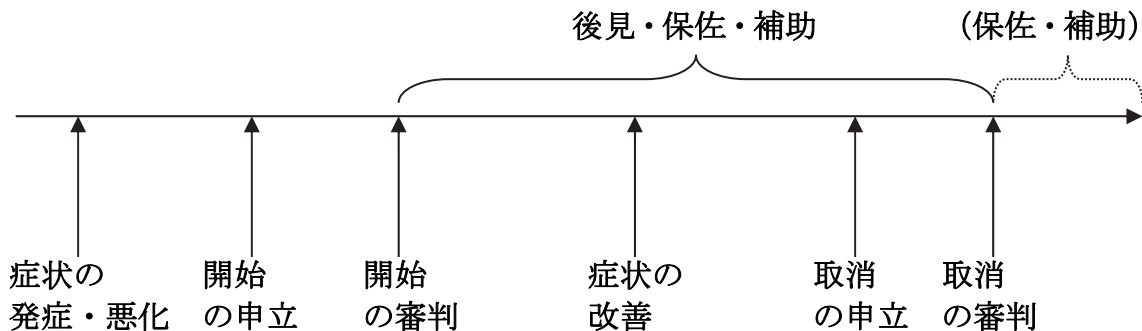 後見・保佐・補助
（保佐・補助）
症状の
発症・悪化
開始
の申立
開始
の審判
症状の
改善
取消
の申立
取消
の審判